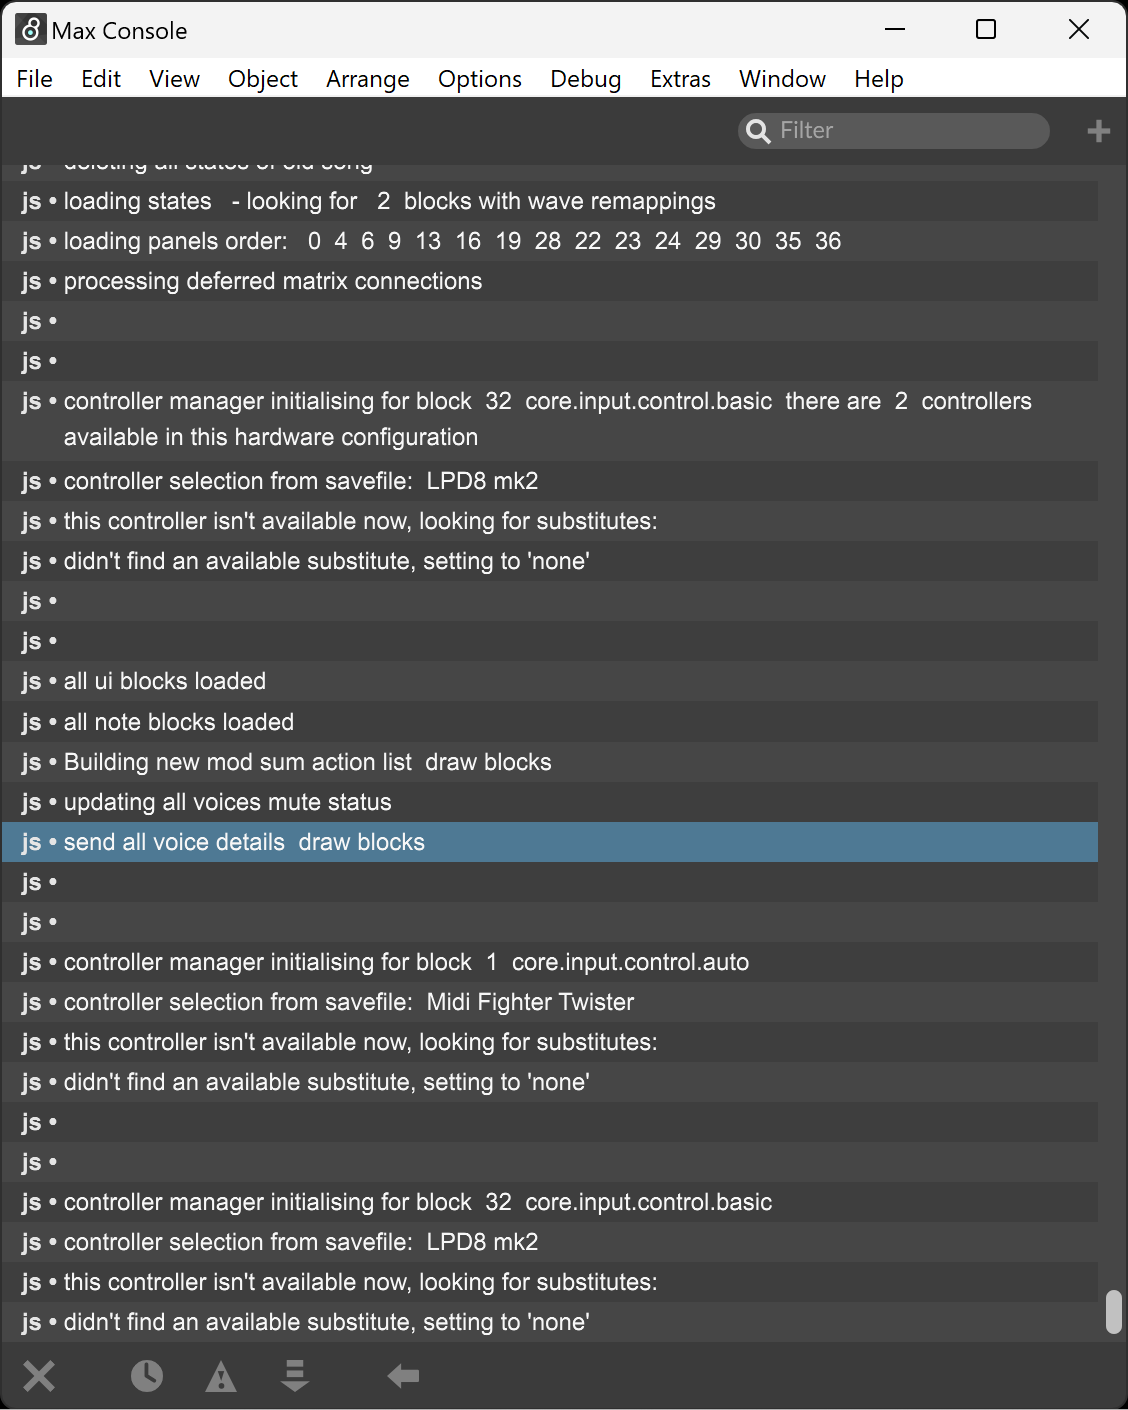 Max Console
File Edit View Object Arrange Options Debug Extras Window Help
Filter
js • deleting all states of old song
js • loading states - looking for 2 blocks with wave remappings
js • loading panels order: 0 4 6 9 13 16 19 28 22 23 24 29 30 35 36
js • processing deferred matrix connections
js •
js •
js • controller manager initialising for block 32 core.input.control.basic there are 2 controllers
available in this hardware configuration
js • controller selection from savefile: LPD8 mk2
js • this controller isn't available now, looking for substitutes:
js • didn't find an available substitute, setting to 'none'
js •
js •
js • all ui blocks loaded
js • all note blocks loaded
js • Building new mod sum action list draw blocks
js • updating all voices mute status
js • send all voice details draw blocks
js •
js •
js • controller manager initialising for block 1 core.input.control.auto
js • controller selection from savefile: Midi Fighter Twister
js • this controller isn't available now, looking for substitutes:
js • didn't find an available substitute, setting to 'none'
js •
js •
js • controller manager initialising for block 32 core.input.control.basic
js • controller selection from savefile: LPD8 mk2
js • this controller isn't available now, looking for substitutes:
js • didn't find an available substitute, setting to 'none'